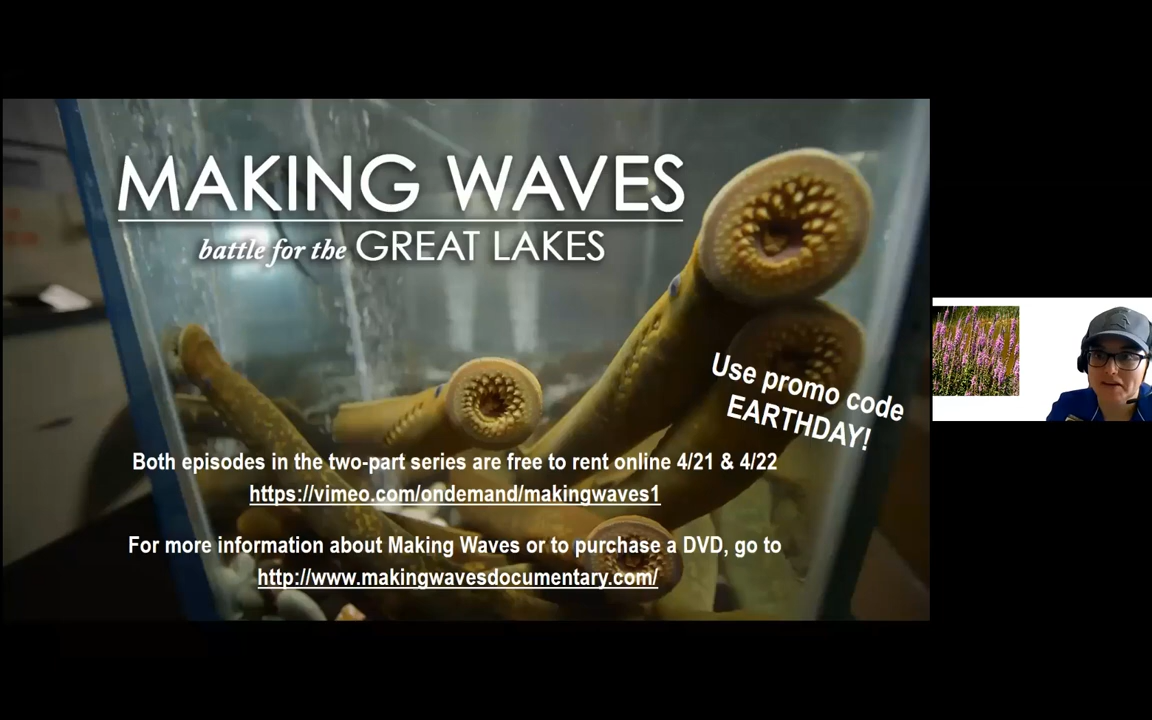 MAKING WAVES
battle for the GREAT LAKES
Use promo code
EARTHDAY!
Both episodes in the two-part series are free to rent online 4/21 & 4/22
https://vimeo.com/ondemand/makingwaves1
For more information about Making Waves or to purchase a DVD, go to
http://www.makingwavesdocumentary.com/